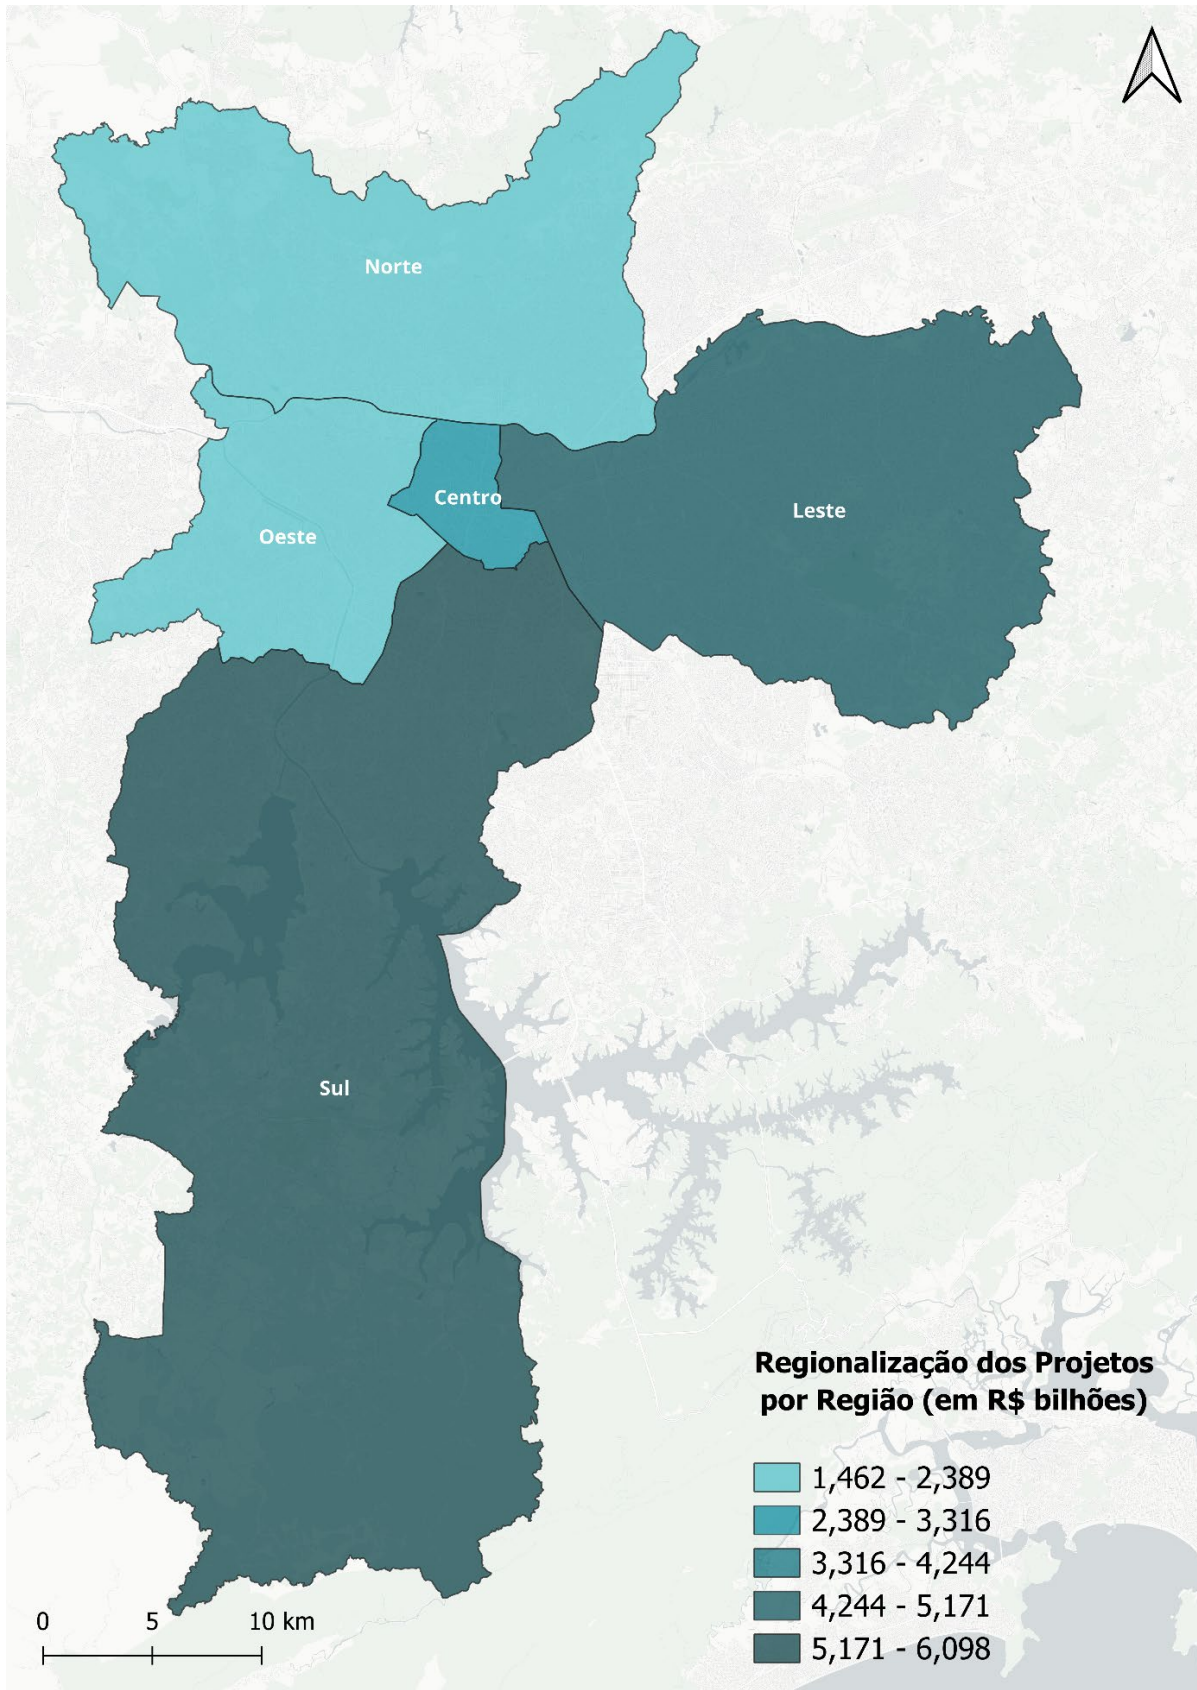 Norte
Leste
Centro
Oeste
Sul
Regionalização dos Projetos
por Região (em R$ bilhões)
1,462 - 2,389
2,389 - 3,316
3,316 - 4,244
4,244 - 5,171
5,171 - 6,098
0 5 10 km